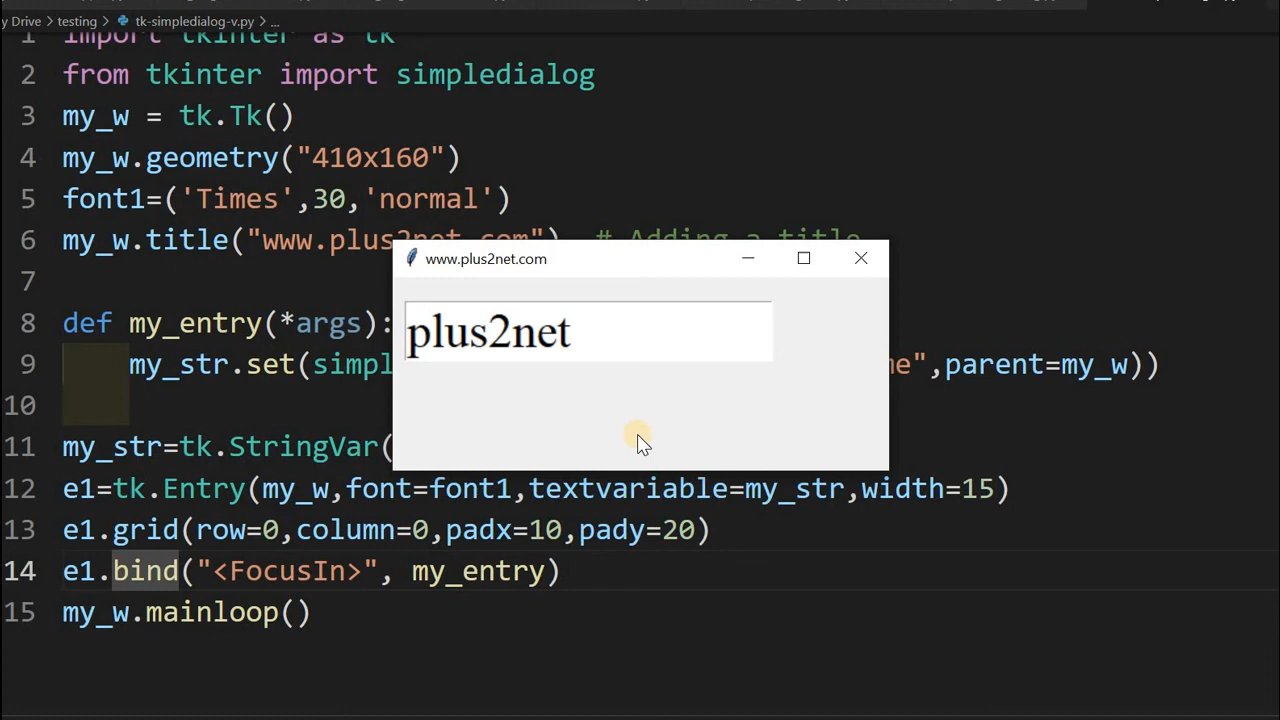 y Drive > testing > tk-simpledialog-v.py > ...
1 import tkinter as tk
2 from tkinter import simpledialog
3 my_w = tk.Tk()
4 my_w.geometry("410x160")
5 font1=('Times',30,'normal')
6 my_w.title("www.plus2net.com")  # Adding a title
7
www.plus2net.com
8 def my_entry(*args):
plus2net
9 my_str.set(simpl me",parent=my_w))
10
11 my_str=tk.StringVar(
12 e1=tk.Entry(my_w,font=font1,textvariable=my_str,width=15)
13 e1.grid(row=0,column=0,padx=10,pady=20)
14 e1.bind("<FocusIn>", my_entry)
15 my_w.mainloop()